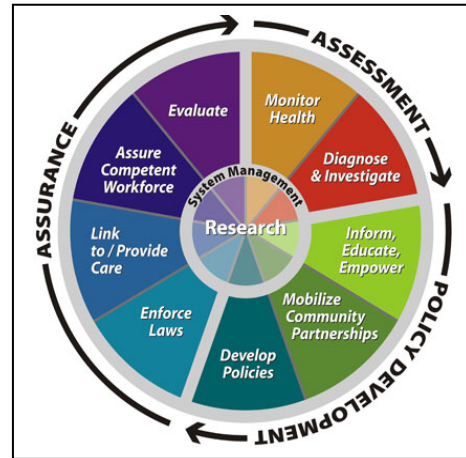 ASSESSMENT
Monitor
Health
Diagnose
& Investigate
POLICY DEVELOPMENT
Inform,
Educate,
Empower
Mobilize
Community
Partnerships
Develop
Policies
ASSURANCE
Enforce
Laws
Link
to / Provide
Care
Assure
Competent
Workforce
Evaluate
System Management
Research